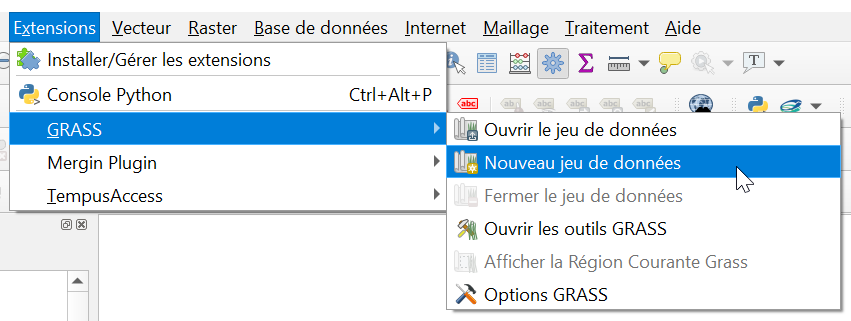 Extensions Vecteur Raster Base de données Internet Maillage Traitement Aide
Installer/Gérer les extensions
Console Python Ctrl+Alt+P
GRASS
Mergin Plugin
TempusAccess
Ouvrir le jeu de données
Nouveau jeu de données
Fermer le jeu de données
Ouvrir les outils GRASS
Afficher la Région Courante Grass
Options GRASS
abc
T